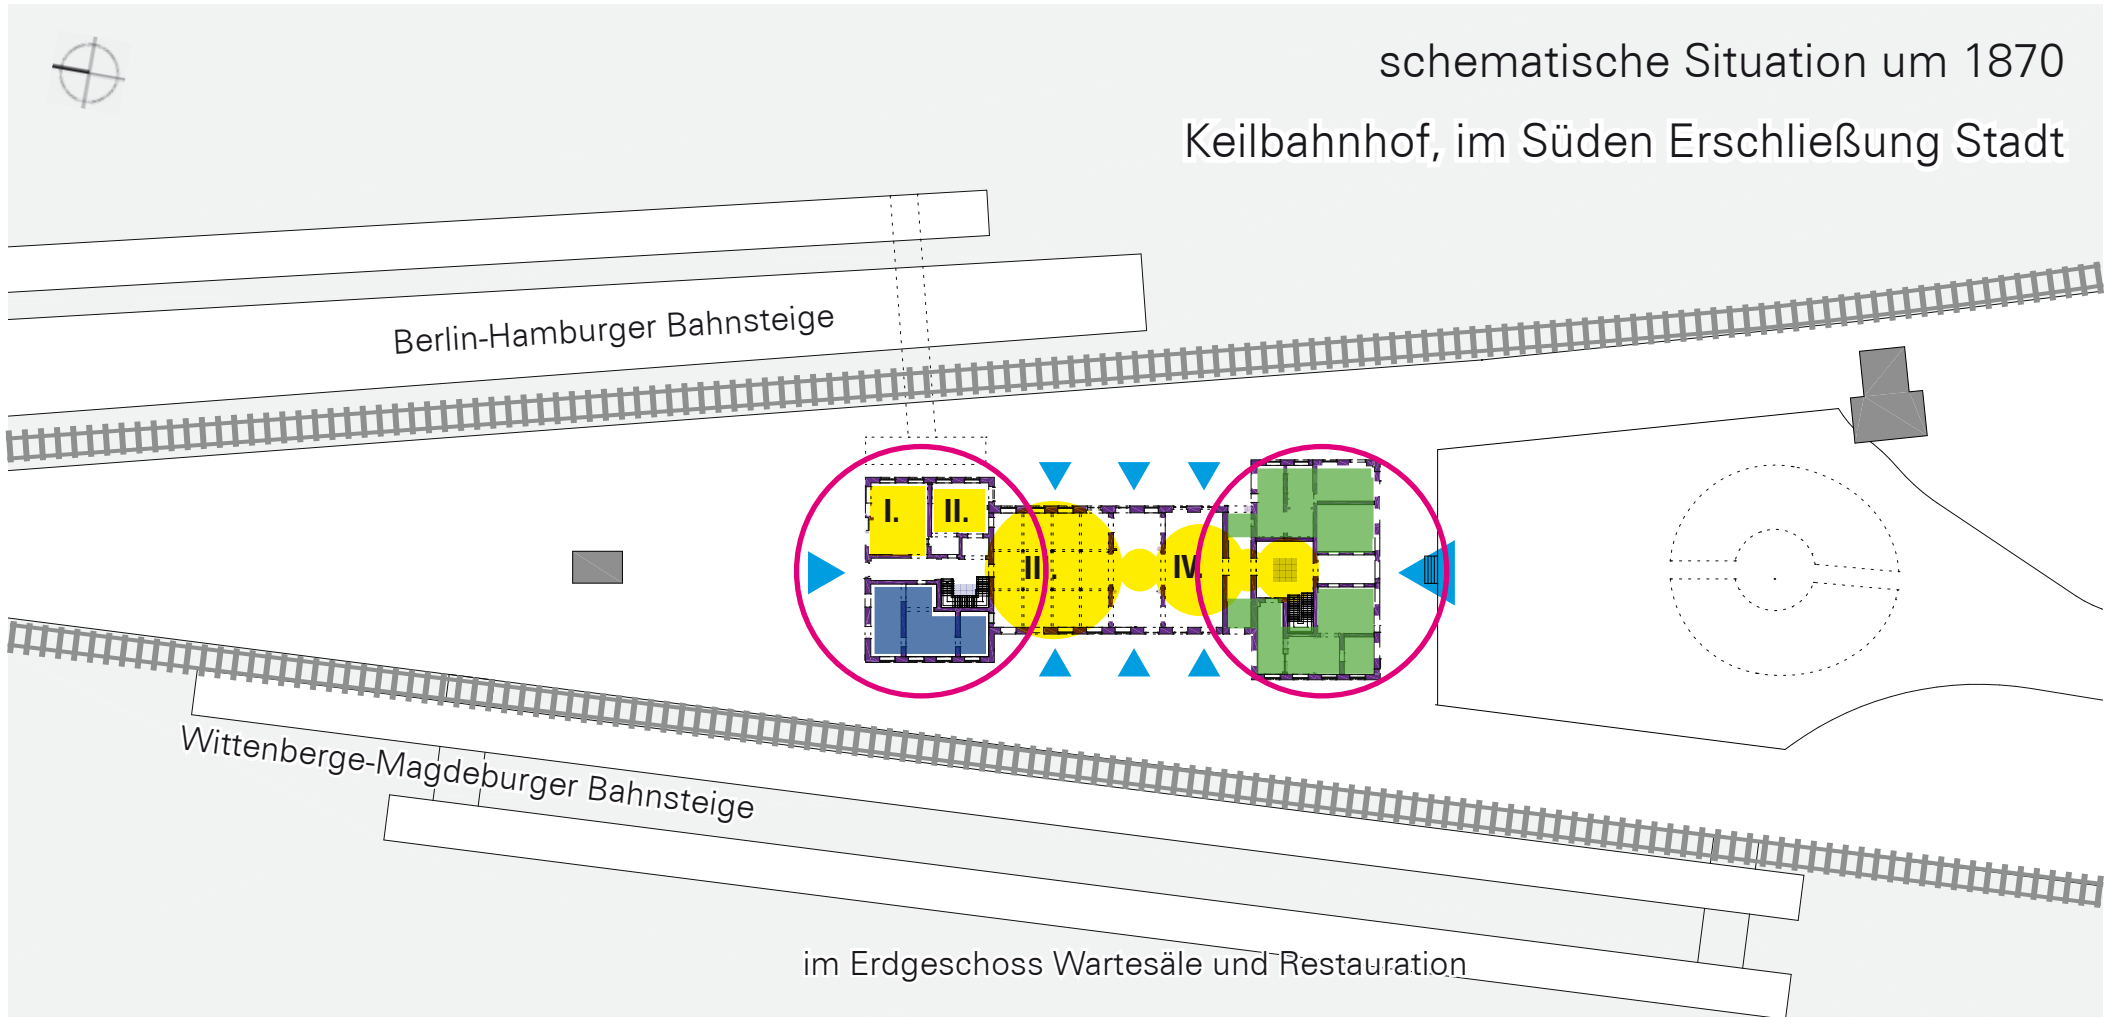 schematische Situation um 1870
Keilbahnhof, im Süden Erschließung Stadt
Berlin-Hamburger Bahnsteige
I.
II.
II .
IV.
Wittenberge-Magdeburger Bahnsteige
im Erdgeschoss Wartesäle und Restauration